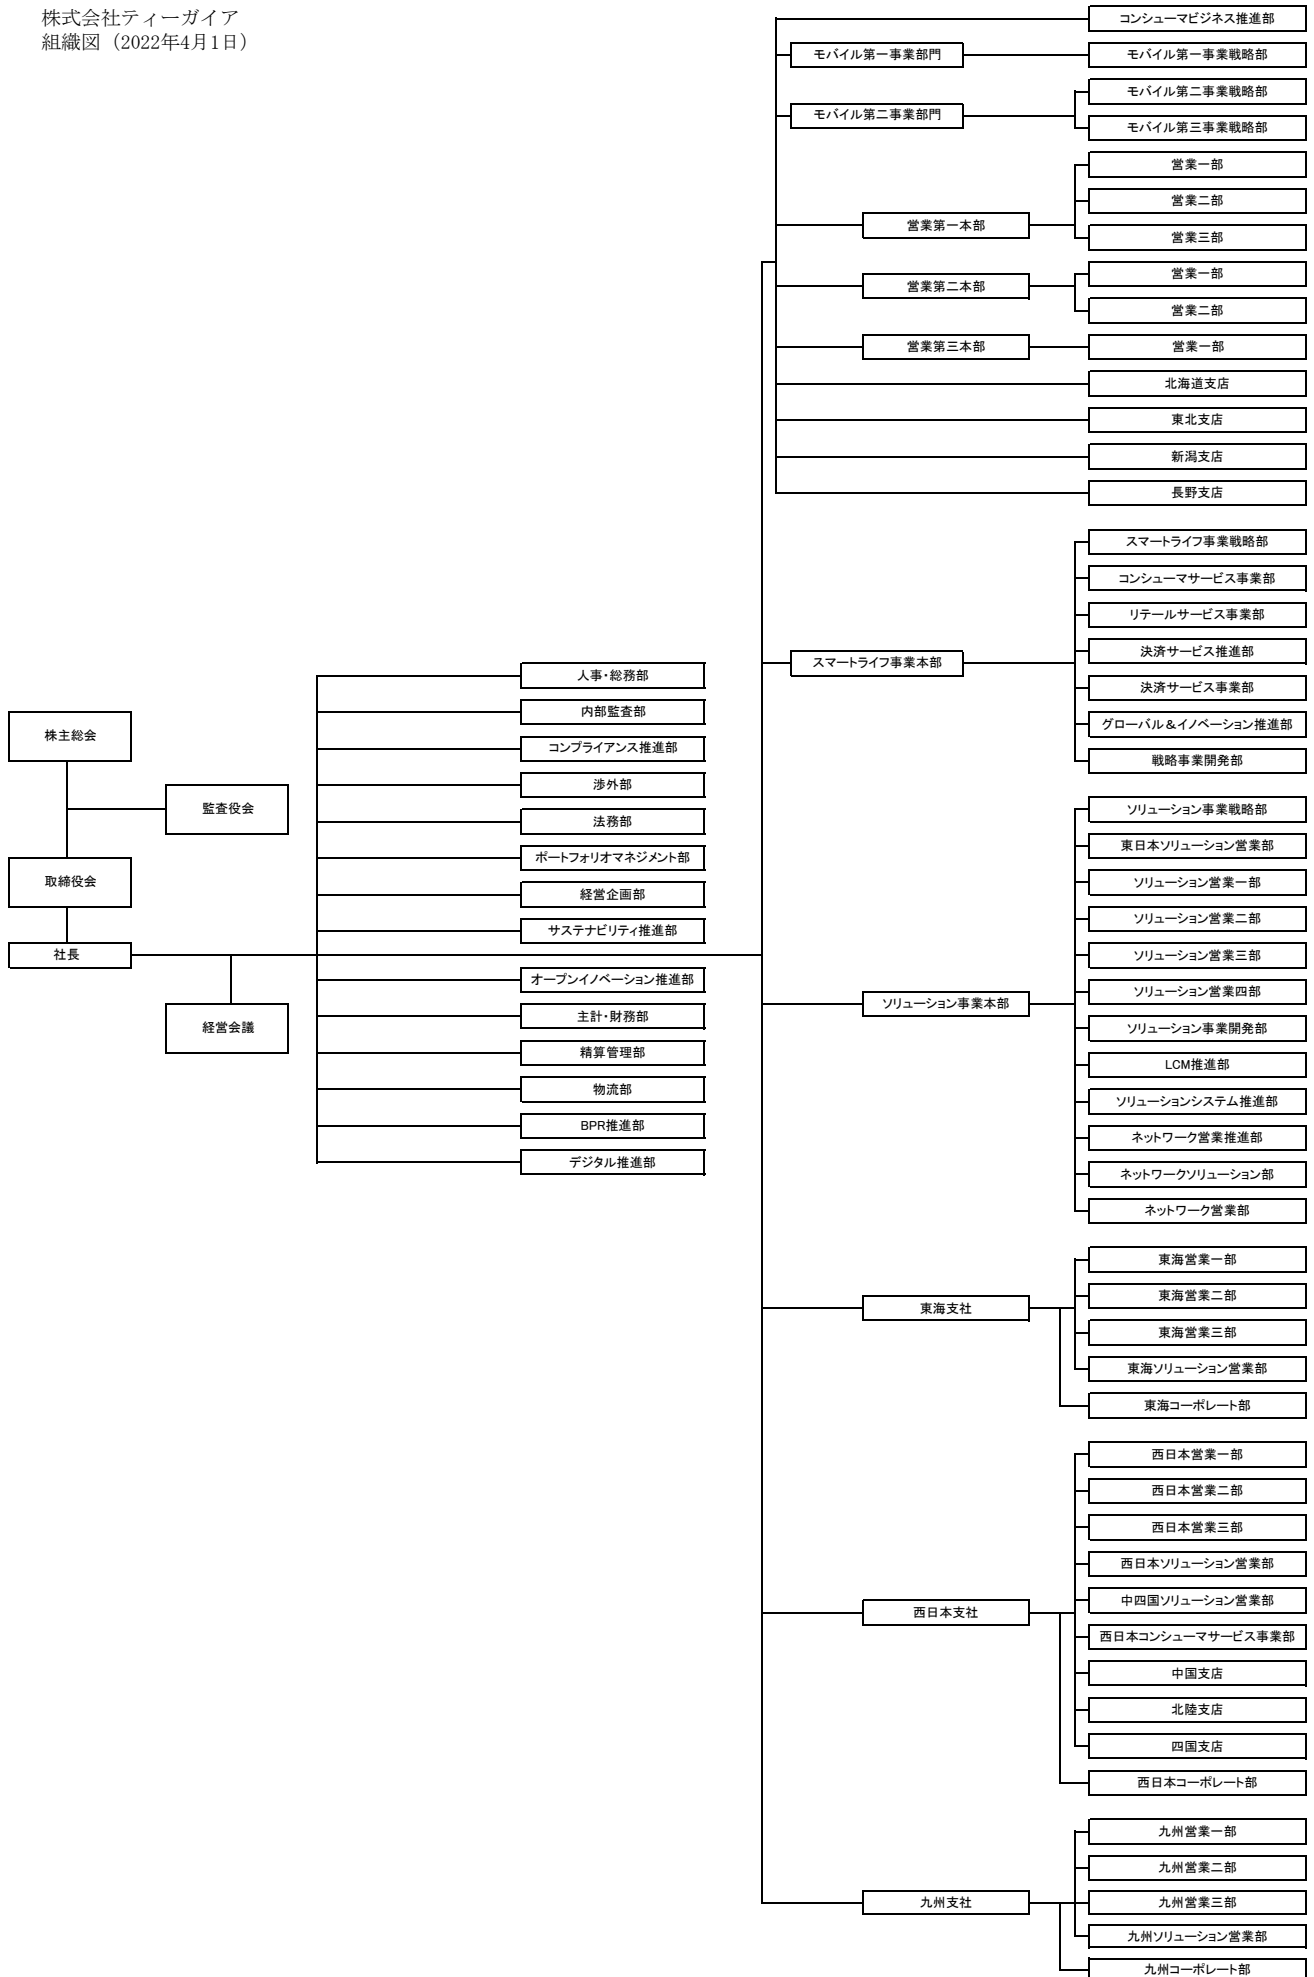 株式会社ティーガイア
組織図（2022年4月1日）
コンシューマビジネス推進部
モバイル第一事業部門
モバイル第一事業戦略部
モバイル第二事業部門
モバイル第二事業戦略部
モバイル第三事業戦略部
営業第一本部
営業一部
営業二部
営業三部
営業第二本部
営業一部
営業二部
営業第三本部
営業一部
北海道支店
東北支店
新潟支店
長野支店
スマートライフ事業本部
スマートライフ事業戦略部
コンシューマサービス事業部
リテールサービス事業部
決済サービス推進部
決済サービス事業部
グローバル＆イノベーション推進部
戦略事業開発部
株主総会
監査役会
取締役会
社長
経営会議
人事・総務部
内部監査部
コンプライアンス推進部
渉外部
法務部
ポートフォリオマネジメント部
経営企画部
サステナビリティ推進部
オープンイノベーション推進部
主計・財務部
精算管理部
物流部
BPR推進部
デジタル推進部
ソリューション事業本部
ソリューション事業戦略部
東日本ソリューション営業部
ソリューション営業一部
ソリューション営業二部
ソリューション営業三部
ソリューション営業四部
ソリューション事業開発部
LCM推進部
ソリューションシステム推進部
ネットワーク営業推進部
ネットワークソリューション部
ネットワーク営業部
東海支社
東海営業一部
東海営業二部
東海営業三部
東海ソリューション営業部
東海コーポレート部
西日本支社
西日本営業一部
西日本営業二部
西日本営業三部
西日本ソリューション営業部
中四国ソリューション営業部
西日本コンシューマサービス事業部
中国支店
北陸支店
四国支店
西日本コーポレート部
九州支社
九州営業一部
九州営業二部
九州営業三部
九州ソリューション営業部
九州コーポレート部